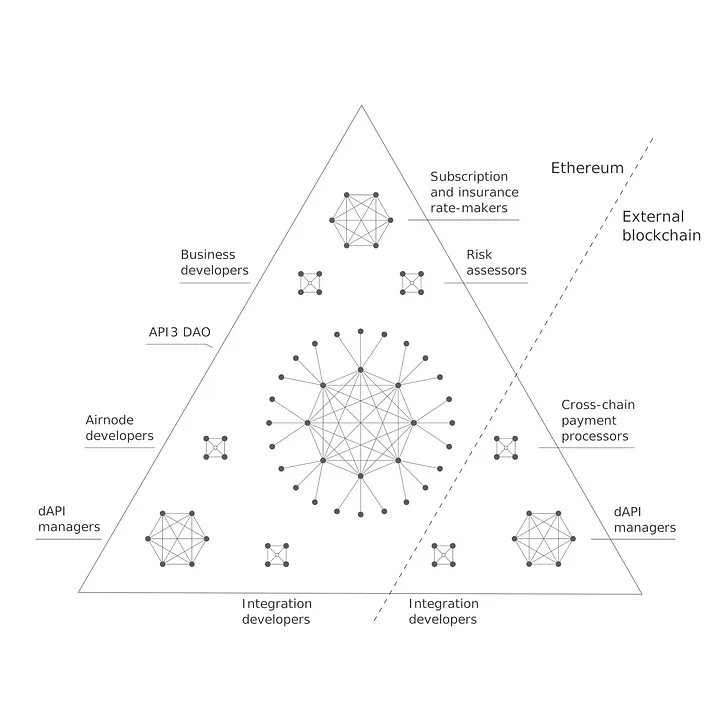 Ethereum
Subscription
and insurance
rate-makers
External
blockchain
Business
developers
Risk
assessors
API3 DAO
Airnode
developers
Cross-chain
payment
processors
dAPI
managers
dAPI
managers
Integration
developers
Integration
developers